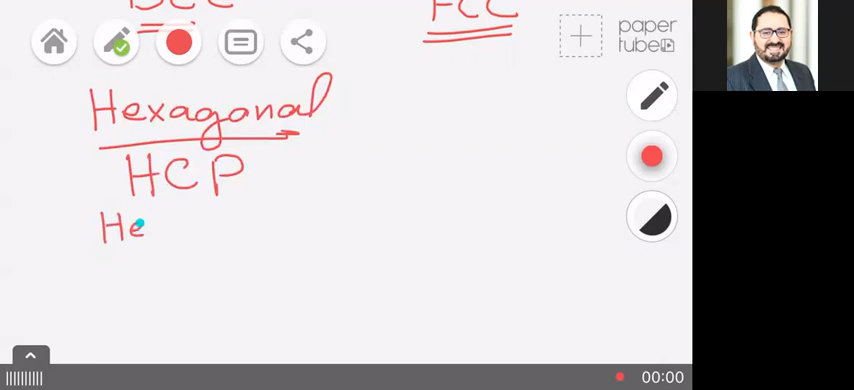 BCC FCC
paper
tube
Hexagonal
HCP
He
00:00